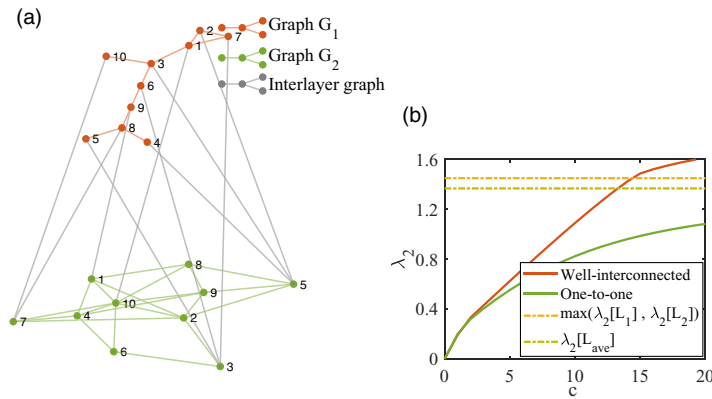 (a)
Graph G₁
Graph G₂
Interlayer graph
10
3
1
2
7
6
9
8
5
4
8
5
1
9
10
7
4
2
6
3
(b)
λ₂
1.6
1.2
0.8
0.4
0
0 5 10 15 20
c
Well-interconnected
One-to-one
max(λ₂[L₁] , λ₂[L₂])
λ₂[Lₐᵥₑ]